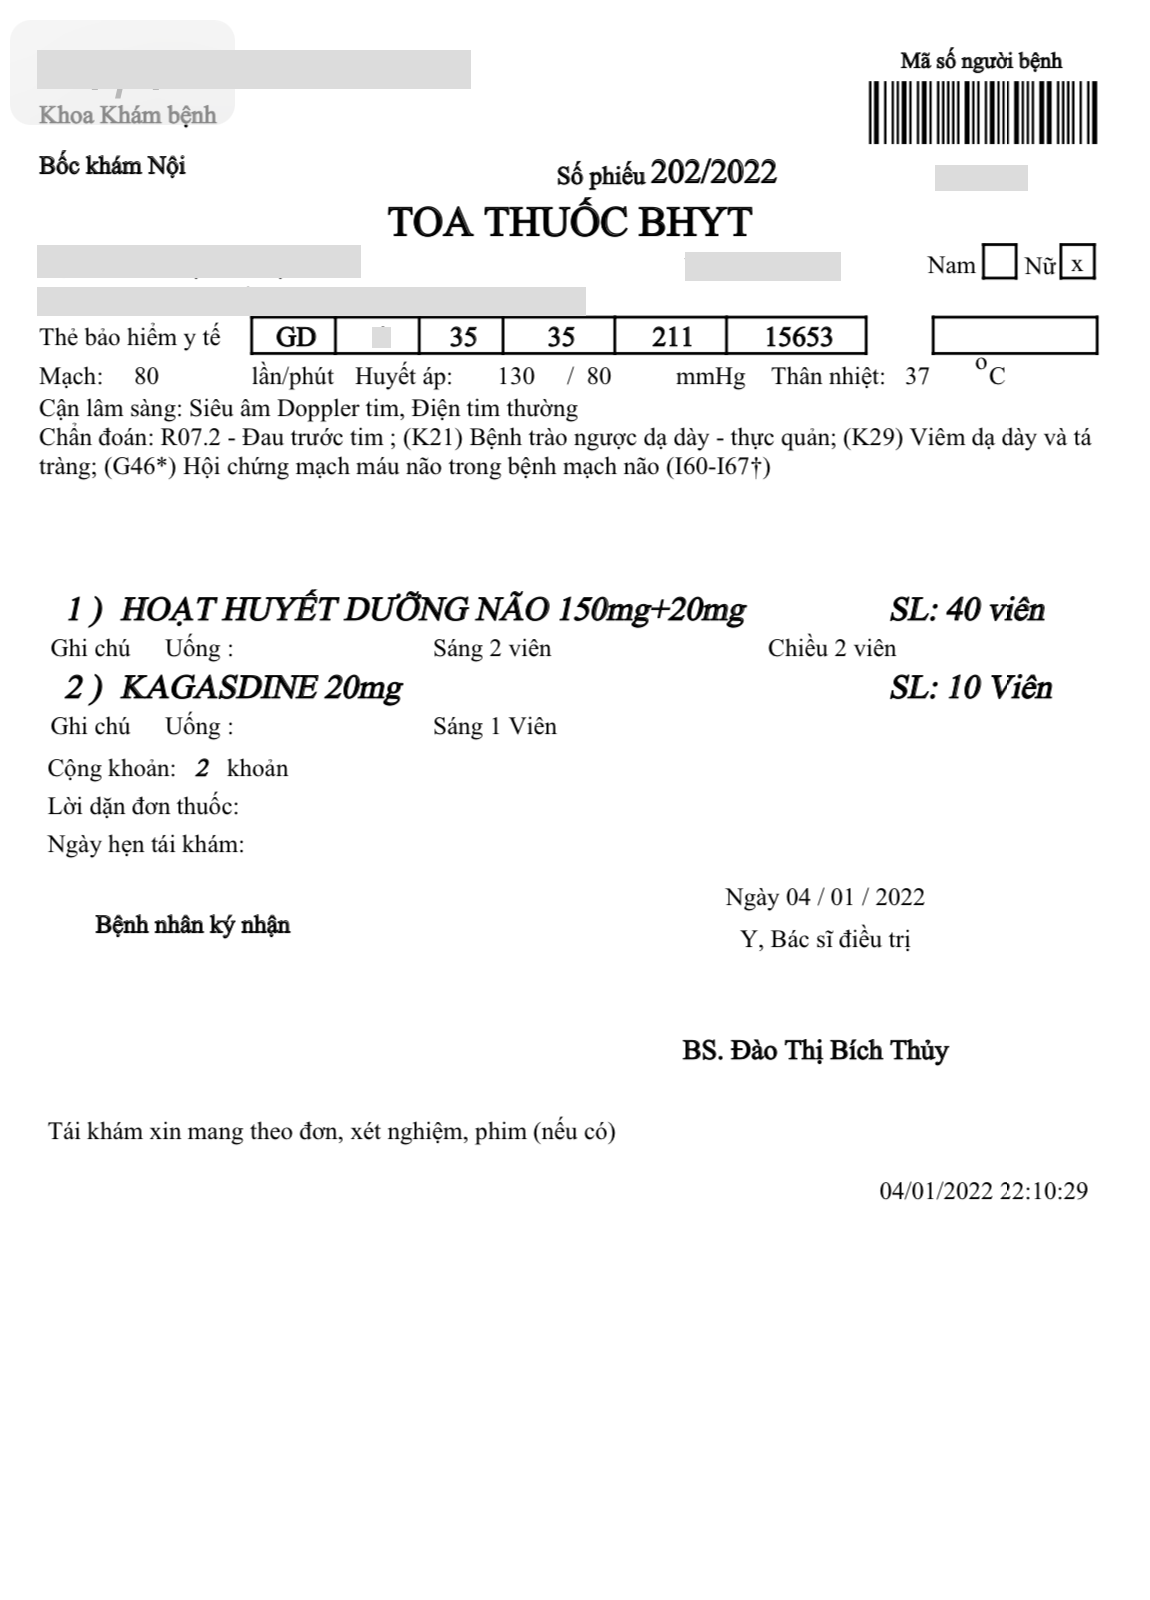 Mã số người bệnh
Khoa Khám bệnh
Bốc khám Nội
Số phiếu 202/2022
TOA THUỐC BHYT
Nam Nữ x
Thẻ bảo hiểm y tế GD 35 35 211 15653
Mạch: 80 lần/phút Huyết áp: 130 / 80 mmHg Thân nhiệt: 37 °C
Cận lâm sàng: Siêu âm Doppler tim, Điện tim thường
Chẩn đoán: R07.2 - Đau trước tim ; (K21) Bệnh trào ngược dạ dày - thực quản; (K29) Viêm dạ dày và tá
tràng; (G46*) Hội chứng mạch máu não trong bệnh mạch não (I60-I67†)
1 ) HOẠT HUYẾT DƯỠNG NÃO 150mg+20mg SL: 40 viên
Ghi chú Uống : Sáng 2 viên Chiều 2 viên
2 ) KAGASDINE 20mg SL: 10 Viên
Ghi chú Uống : Sáng 1 Viên
Cộng khoản: 2 khoản
Lời dặn đơn thuốc:
Ngày hẹn tái khám:
Ngày 04 / 01 / 2022
Bệnh nhân ký nhận
Y, Bác sĩ điều trị
BS. Đào Thị Bích Thủy
Tái khám xin mang theo đơn, xét nghiệm, phim (nếu có)
04/01/2022 22:10:29